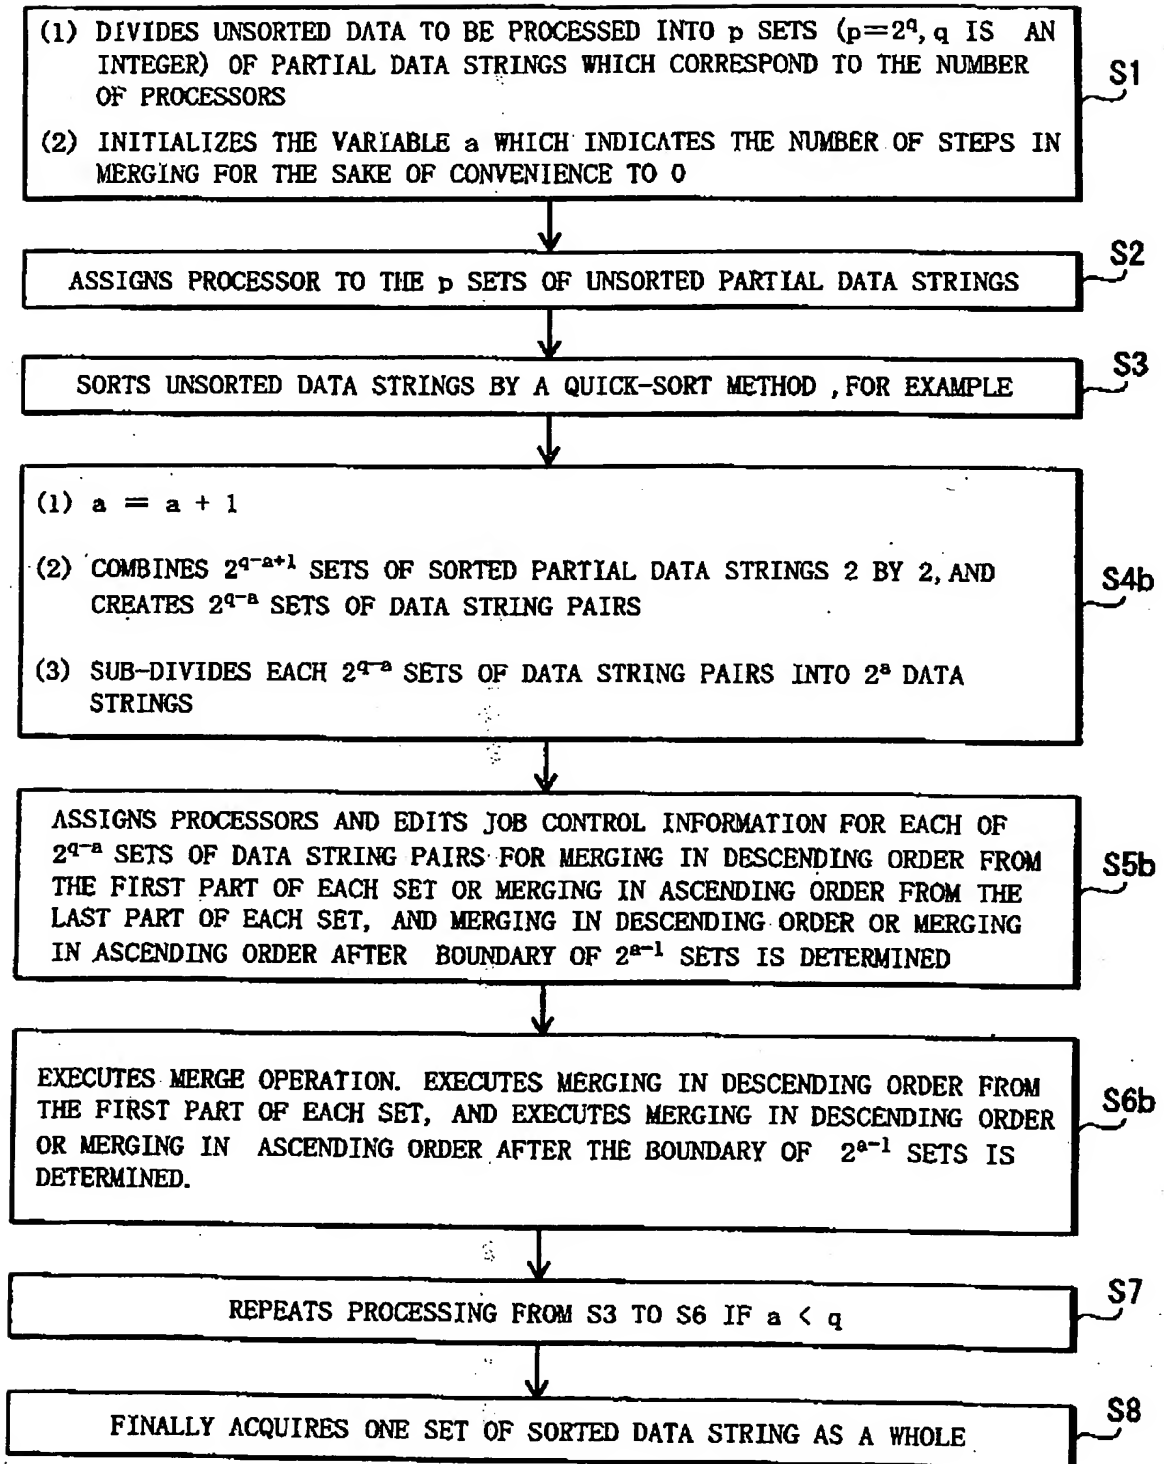 (1) DIVIDES UNSORTED DATA TO BE PROCESSED INTO p SETS (p=2^q, q IS AN
INTEGER) OF PARTIAL DATA STRINGS WHICH CORRESPOND TO THE NUMBER
OF PROCESSORS
(2) INITIALIZES THE VARIABLE a WHICH INDICATES THE NUMBER OF STEPS IN
MERGING FOR THE SAKE OF CONVENIENCE TO 0
S1
ASSIGNS PROCESSOR TO THE p SETS OF UNSORTED PARTIAL DATA STRINGS
S2
SORTS UNSORTED DATA STRINGS BY A QUICK-SORT METHOD ,FOR EXAMPLE
S3
(1) a = a + 1
(2) COMBINES 2^{q-a+1} SETS OF SORTED PARTIAL DATA STRINGS 2 BY 2, AND
CREATES 2^{q-a} SETS OF DATA STRING PAIRS
(3) SUB-DIVIDES EACH 2^{q-a} SETS OF DATA STRING PAIRS INTO 2^a DATA
STRINGS
S4b
ASSIGNS PROCESSORS AND EDITS JOB CONTROL INFORMATION FOR EACH OF
2^{q-a} SETS OF DATA STRING PAIRS FOR MERGING IN DESCENDING ORDER FROM
THE FIRST PART OF EACH SET OR MERGING IN ASCENDING ORDER FROM THE
LAST PART OF EACH SET, AND MERGING IN DESCENDING ORDER OR MERGING
IN ASCENDING ORDER AFTER BOUNDARY OF 2^{a-1} SETS IS DETERMINED
S5b
EXECUTES MERGE OPERATION. EXECUTES MERGING IN DESCENDING ORDER FROM
THE FIRST PART OF EACH SET, AND EXECUTES MERGING IN DESCENDING ORDER
OR MERGING IN ASCENDING ORDER AFTER THE BOUNDARY OF 2^{a-1} SETS IS
DETERMINED.
S6b
REPEATS PROCESSING FROM S3 TO S6 IF a < q
S7
FINALLY ACQUIRES ONE SET OF SORTED DATA STRING AS A WHOLE
S8